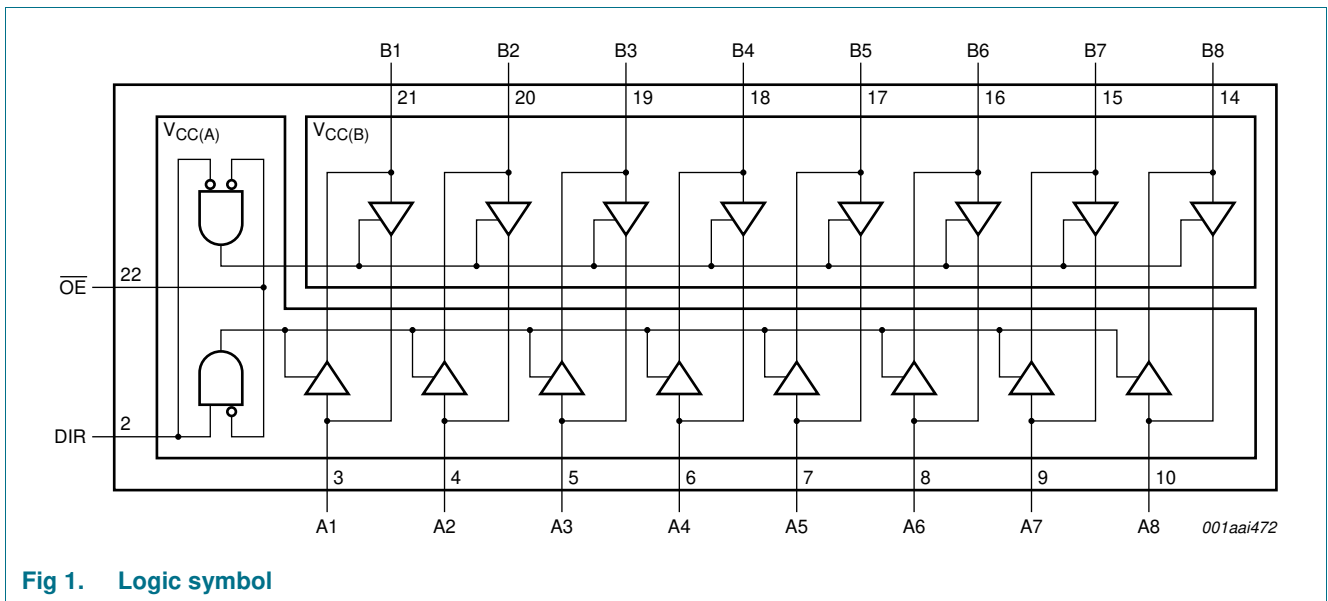 B1 B2 B3 B4 B5 B6 B7 B8
21 20 19 18 17 16 15 14
VCC(A) VCC(B)
OE 22
DIR 2
3 4 5 6 7 8 9 10
A1 A2 A3 A4 A5 A6 A7 A8 001aai472
Fig 1. Logic symbol